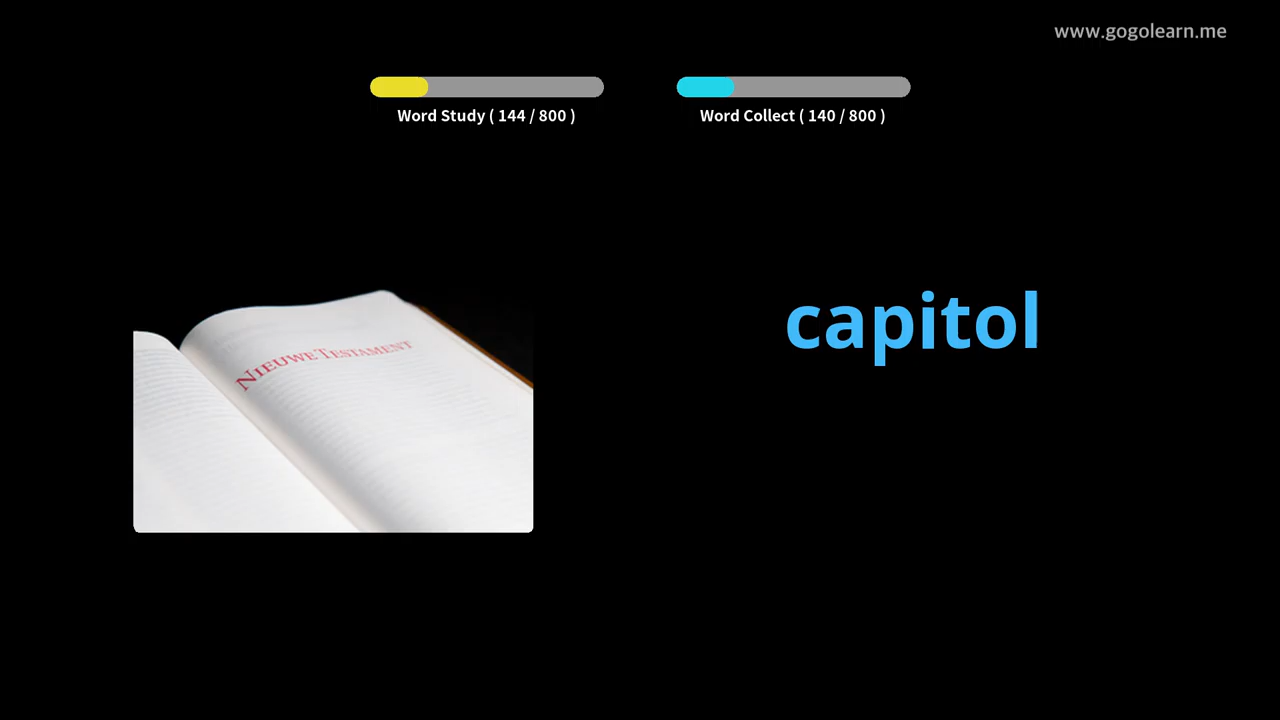 www.gogolearn.me
Word Study ( 144 / 800 )
Word Collect ( 140 / 800 )
NIEUWE TESTAMENT
capitol